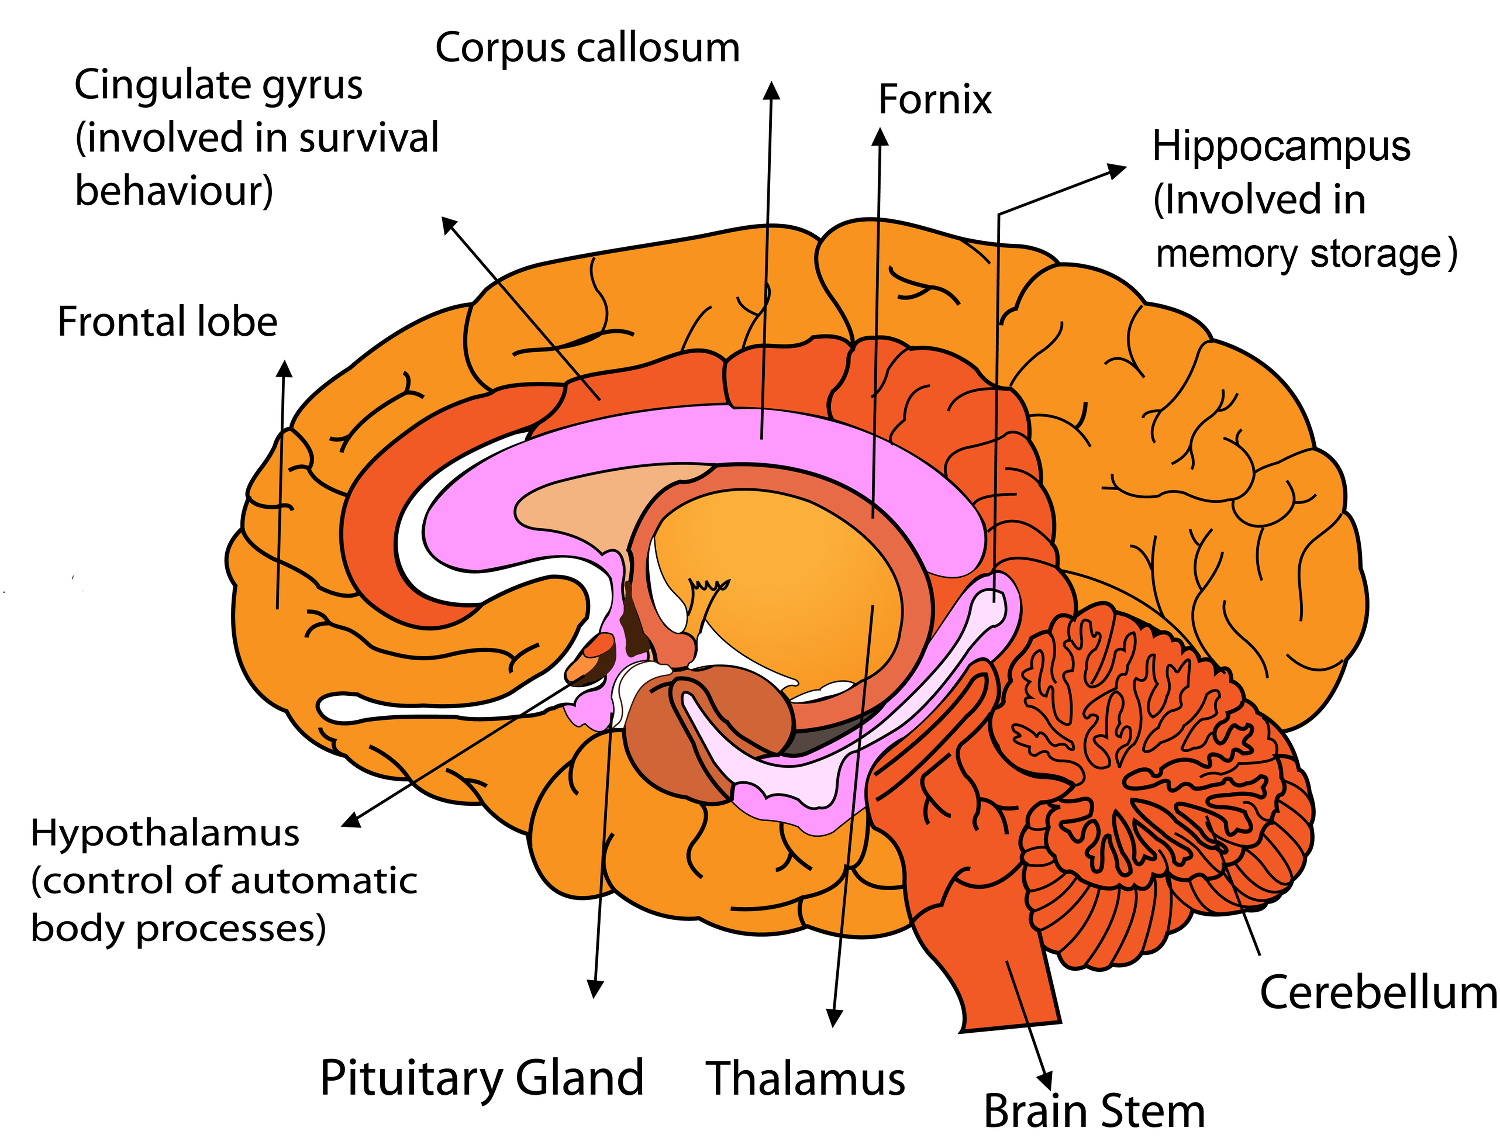 Corpus callosum
Cingulate gyrus
(involved in survival
behaviour)
Fornix
Hippocampus
(Involved in
memory storage)
Frontal lobe
Hypothalamus
(control of automatic
body processes)
Cerebellum
Pituitary Gland
Thalamus
Brain Stem